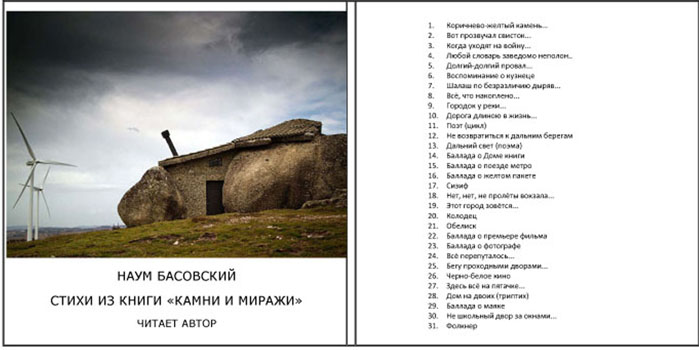 НАУМ БАСОВСКИЙ
СТИХИ ИЗ КНИГИ «КАМНИ И МИРАЖИ»
ЧИТАЕТ АВТОР
1. Коричнево-желтый камень...
2. Вот прозвучал свисток...
3. Когда уходят на войну...
4. Любой словарь заведомо неполон..
5. Долгий-долгий провал...
6. Воспоминание о кузнеце
7. Шалаш по безразличию дыряв...
8. Всё, что накоплено...
9. Городок у реки...
10. Дорога длиною в жизнь...
11. Поэт (цикл)
12. Не возвратиться к дальним берегам
13. Дальний свет (поэма)
14. Баллада о Доме книги
15. Баллада о поезде метро
16. Баллада о желтом пакете
17. Сизиф
18. Нет, нет, не пролёты вокзала...
19. Этот город зовётся...
20. Колодец
21. Обелиск
22. Баллада о премьере фильма
23. Баллада о фотографе
24. Всё перепуталось...
25. Бегу проходными дворами...
26. Черно-белое кино
27. Здесь всё на пятачке...
28. Дом на двоих (триптих)
29. Баллада о маяке
30. Не школьный двор за окнами...
31. Фолкнер